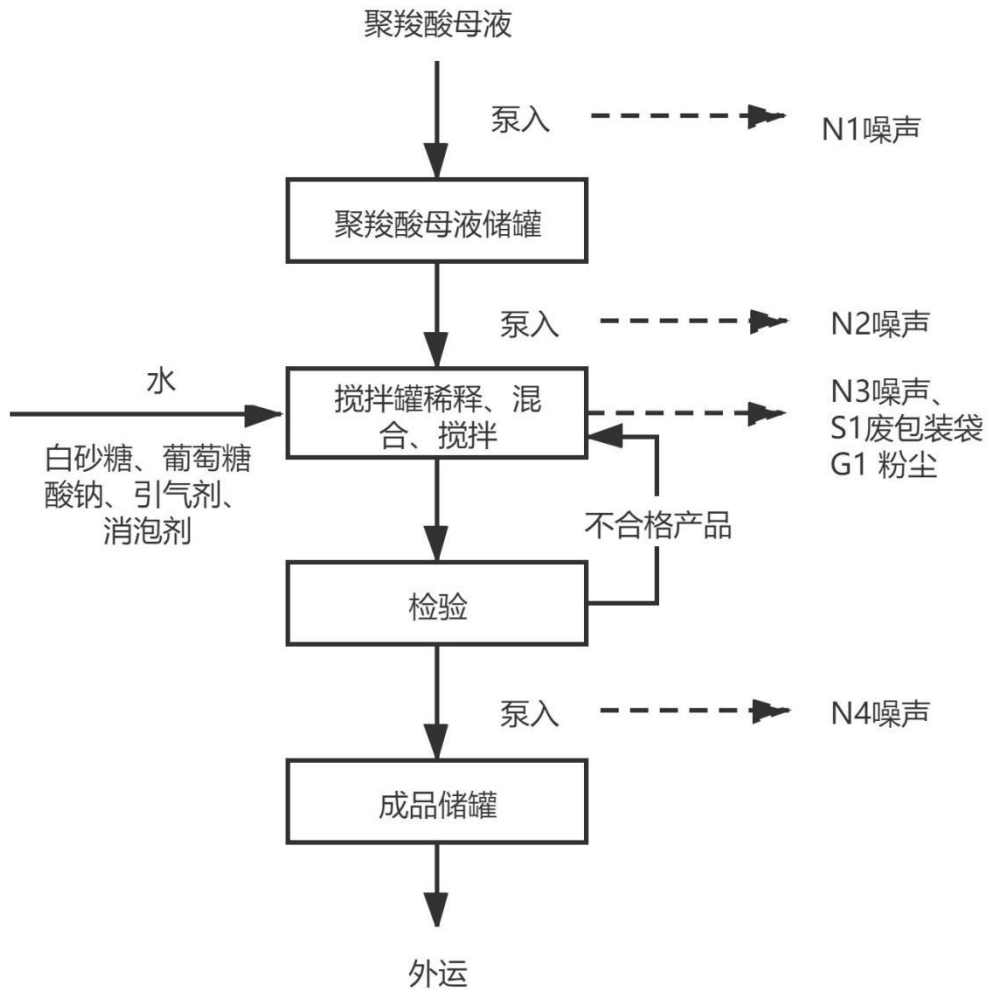 聚羧酸母液
泵入
N1噪声
聚羧酸母液储罐
泵入
N2噪声
水
白砂糖、葡萄糖
酸钠、引气剂、
消泡剂
搅拌罐稀释、混
合、搅拌
N3噪声、
S1废包装袋
G1 粉尘
不合格产品
检验
泵入
N4噪声
成品储罐
外运